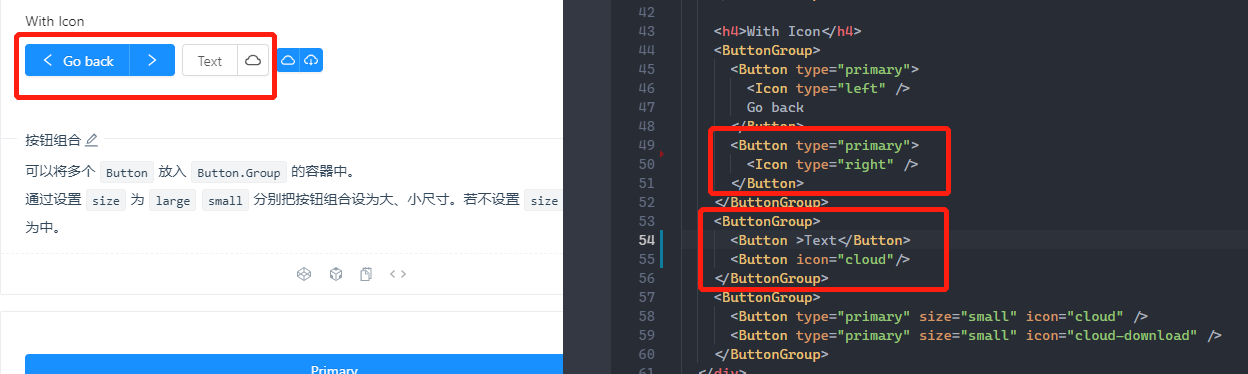 With Icon
Go back
Text
按钮组合
可以将多个 Button 放入 Button.Group 的容器中。
通过设置 size 为 large small 分别把按钮组合设为大、小尺寸。若不设置 size
为中。
Primary
42
43 <h4>With Icon</h4>
44 <ButtonGroup>
45 <Button type="primary">
46 <Icon type="left" />
47 Go back
48 </Button>
49 <Button type="primary">
50 <Icon type="right" />
51 </Button>
52 </ButtonGroup>
53 <ButtonGroup>
54 <Button >Text</Button>
55 <Button icon="cloud"/>
56 </ButtonGroup>
57 <ButtonGroup>
58 <Button type="primary" size="small" icon="cloud" />
59 <Button type="primary" size="small" icon="cloud-download" />
60 </ButtonGroup>
61 </div>